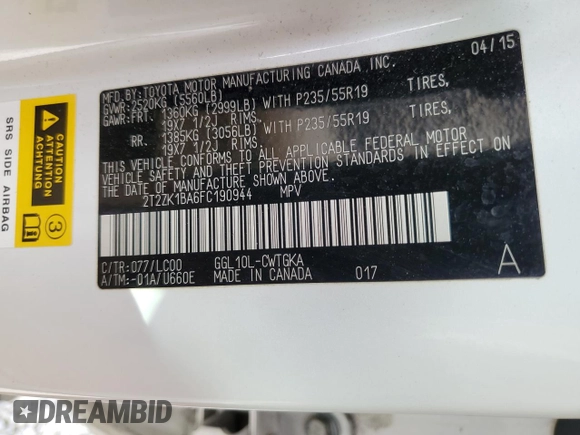 MFD. BY: TOYOTA MOTOR MANUFACTURING CANADA INC. 04/15
GVWR: 2520KG (5560LB)
GAWR: FRT. 1360KG (2999LB) WITH P235/55R19 TIRES,
19X7 1/2J RIMS.
RR. 1395KG (3056LB) WITH P235/55R19 TIRES,
19X7 1/2J RIMS.
THIS VEHICLE CONFORMS TO ALL APPLICABLE FEDERAL MOTOR
VEHICLE SAFETY AND THEFT PREVENTION STANDARDS IN EFFECT
ON THE DATE OF MANUFACTURE SHOWN ABOVE.
2T2ZK1BA6FC190944 MPV
C/TR: 077/LC00 GGL10L-CWTGKA
A/TM: -01A/U660E MADE IN CANADA 017 A
SRS SIDE AIRBAG
CAUTION
ATTENTION
ACHTUNG
3
DREAMBID